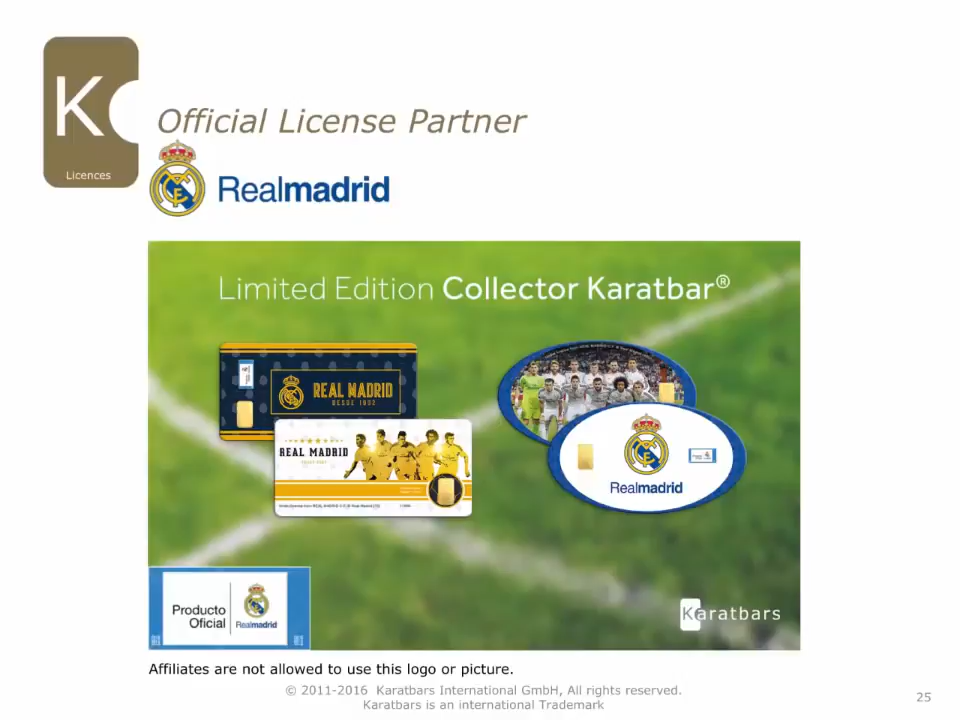 K
Official License Partner
Licences
Realmadrid
Limited Edition Collector Karatbar®
REAL MADRID
DESDE 1902
REAL MADRID
Realmadrid
Producto
Oficial
Realmadrid
Karatbars
Affiliates are not allowed to use this logo or picture.
© 2011-2016 Karatbars International GmbH, All rights reserved.
Karatbars is an international Trademark
25